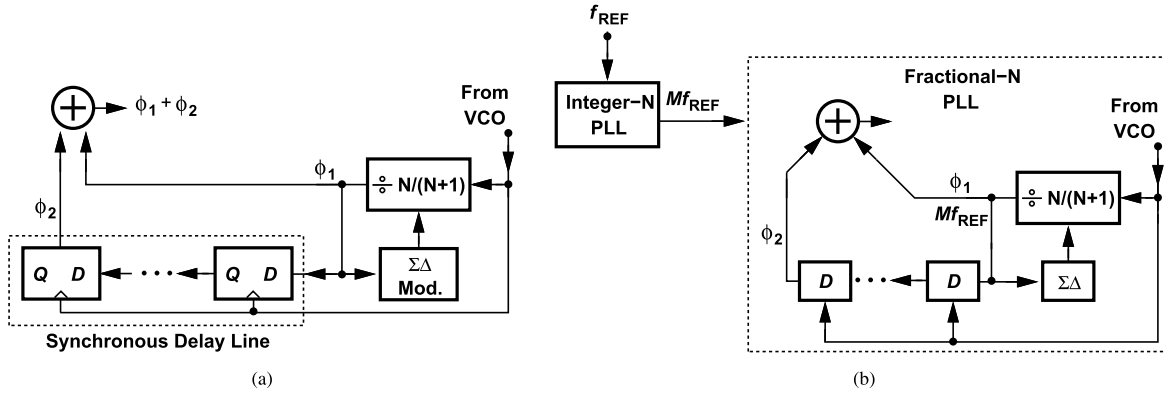 ϕ1 + ϕ2
From
VCO
ϕ1
÷ N/(N+1)
ϕ2
Q D
Q D
ΣΔ
Mod.
Synchronous Delay Line
(a)
fREF
Integer−N
PLL
MfREF
Fractional−N
PLL
From
VCO
ϕ1
MfREF
÷ N/(N+1)
ϕ2
D
D
ΣΔ
(b)